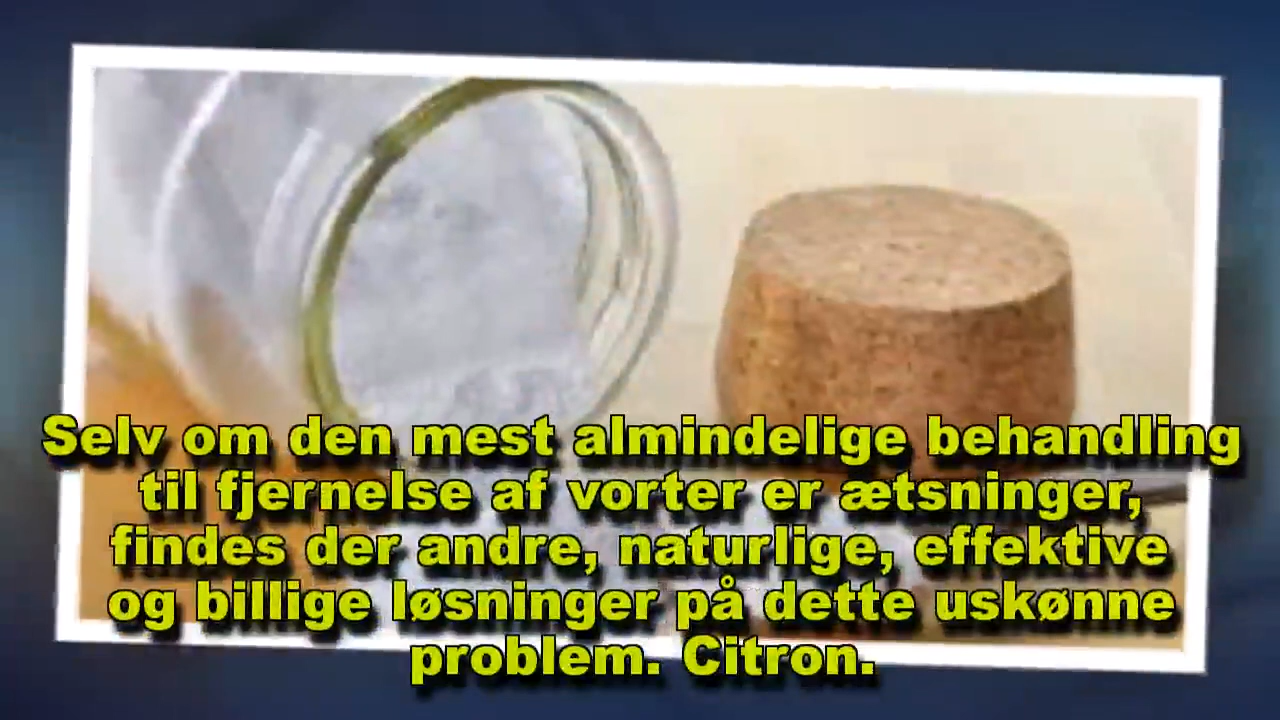 Selv om den mest almindelige behandling
til fjernelse af vorter er ætsninger,
findes der andre, naturlige, effektive
og billige løsninger på dette uskønne
problem. Citron.